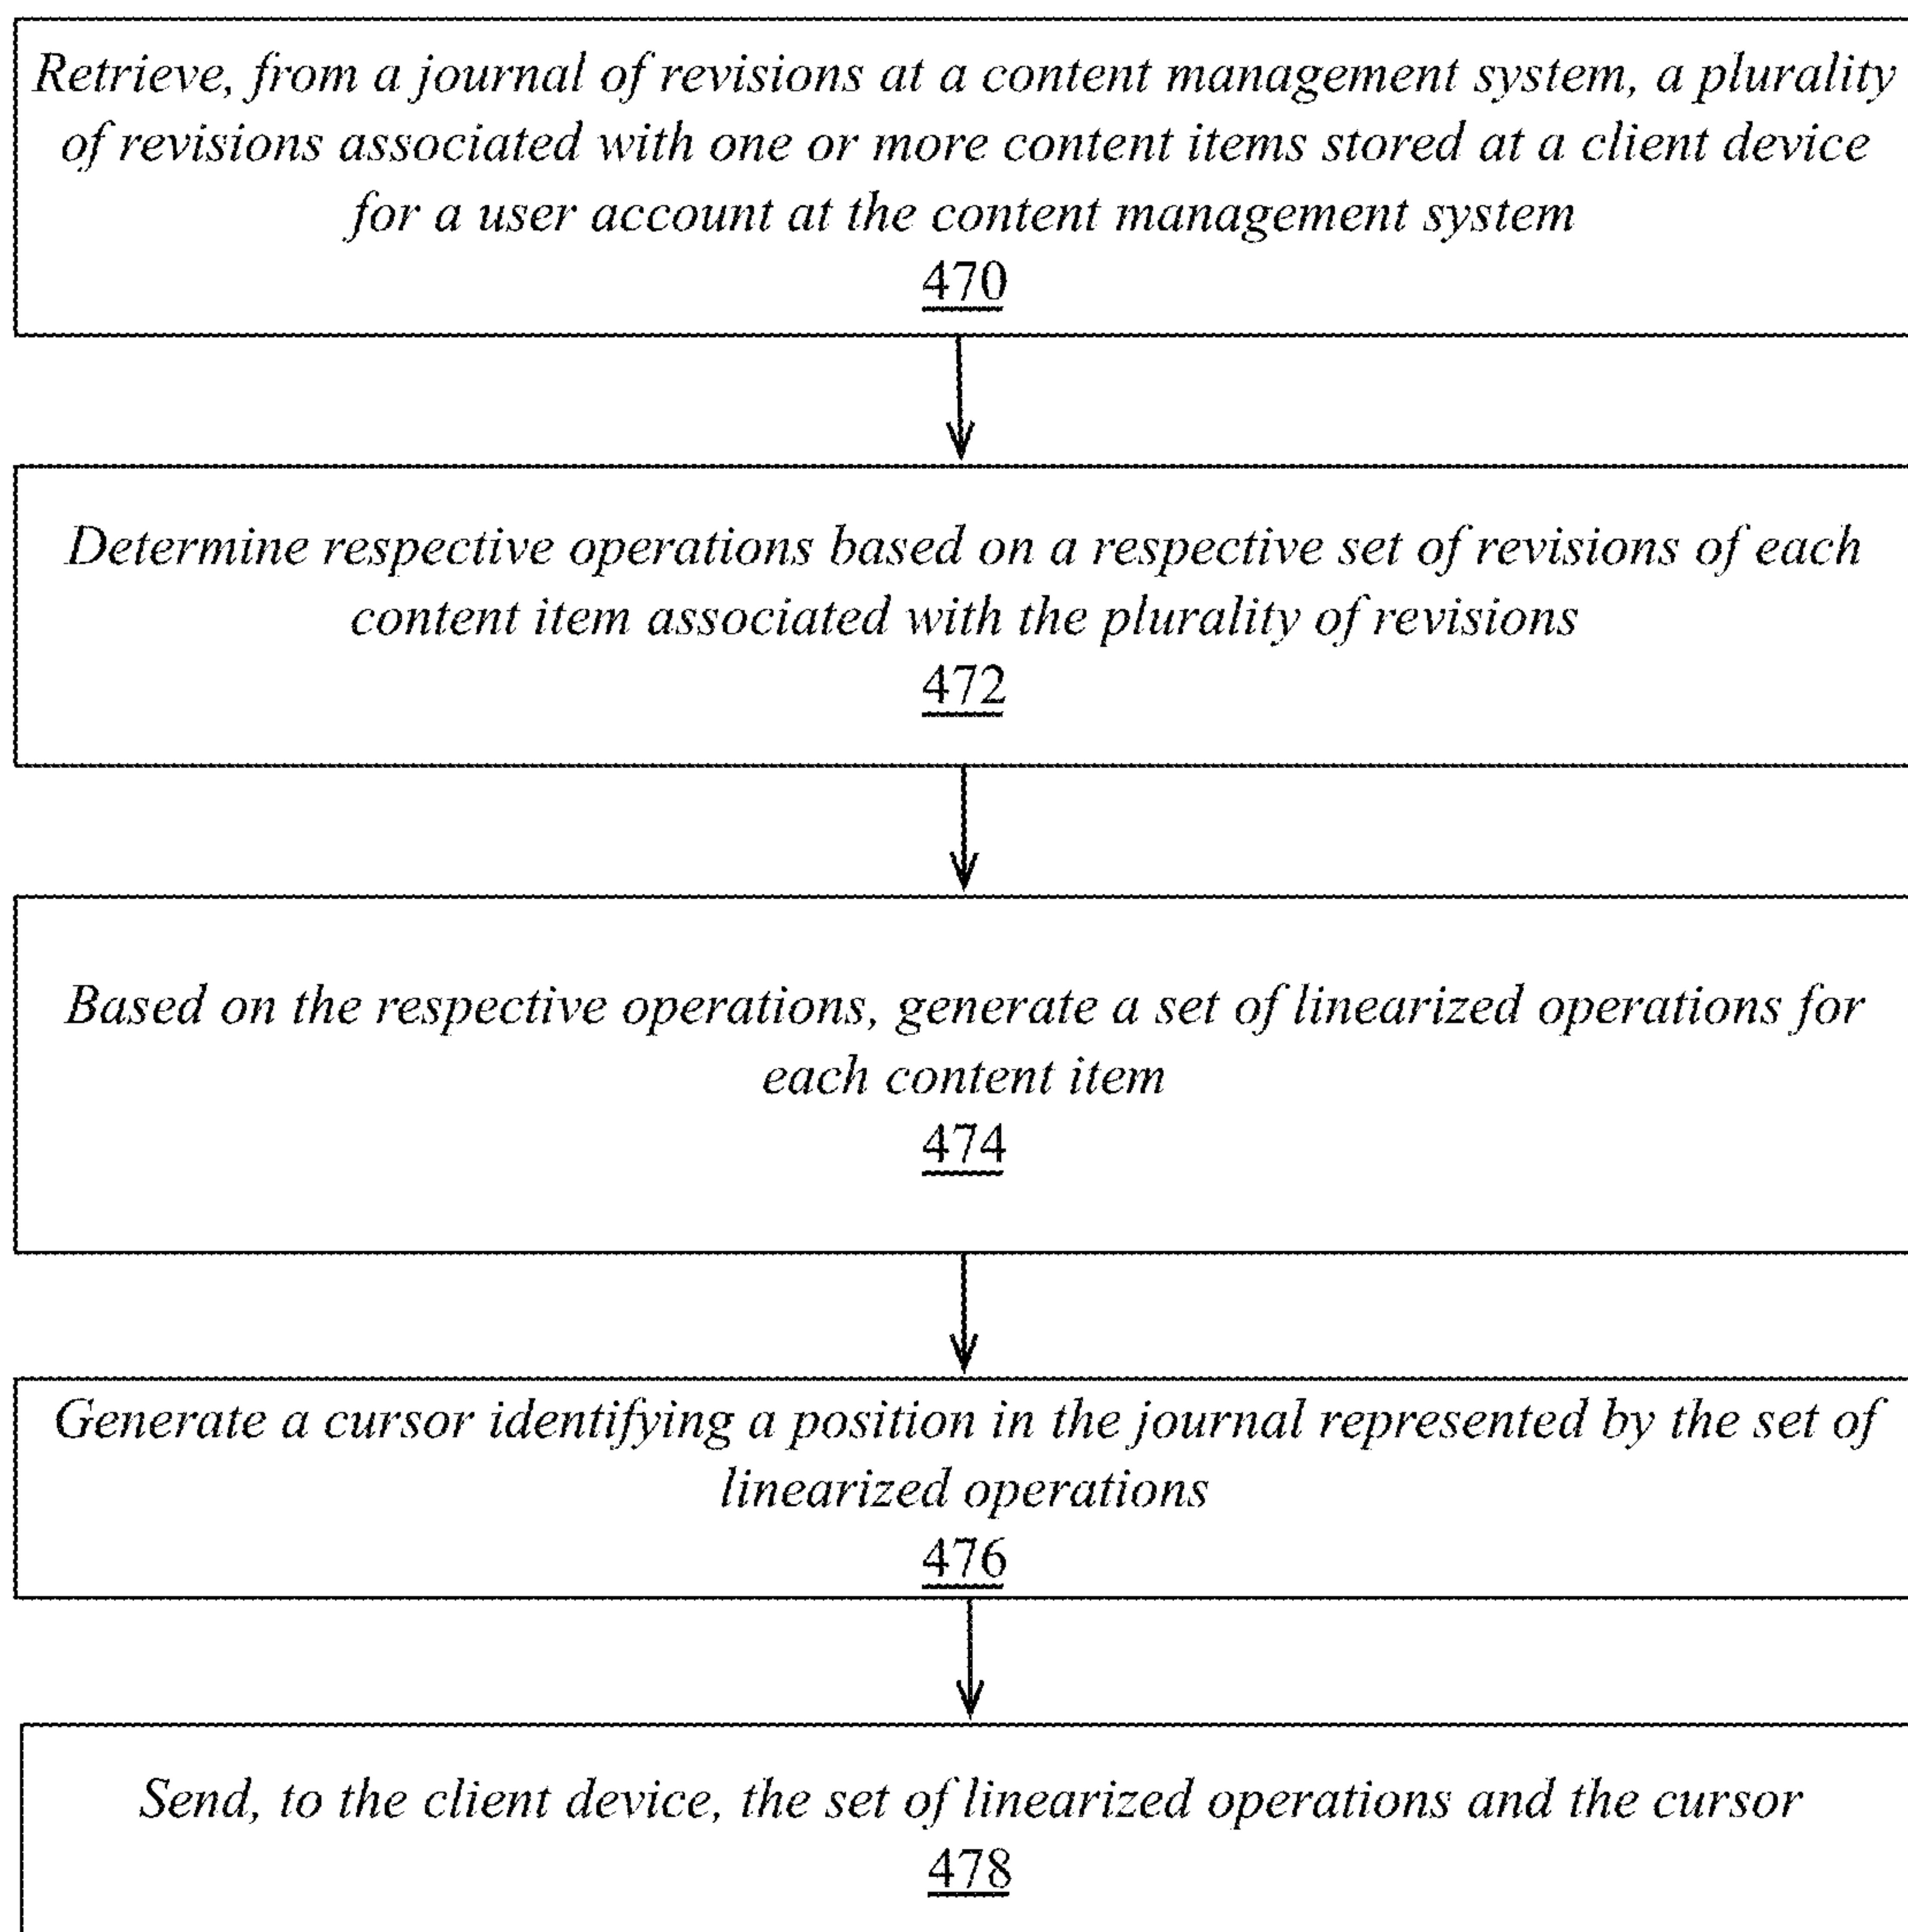 Retrieve, from a journal of revisions at a content management system, a plurality
of revisions associated with one or more content items stored at a client device
for a user account at the content management system
470
Determine respective operations based on a respective set of revisions of each
content item associated with the plurality of revisions
472
Based on the respective operations, generate a set of linearized operations for
each content item
474
Generate a cursor identifying a position in the journal represented by the set of
linearized operations
476
Send, to the client device, the set of linearized operations and the cursor
478